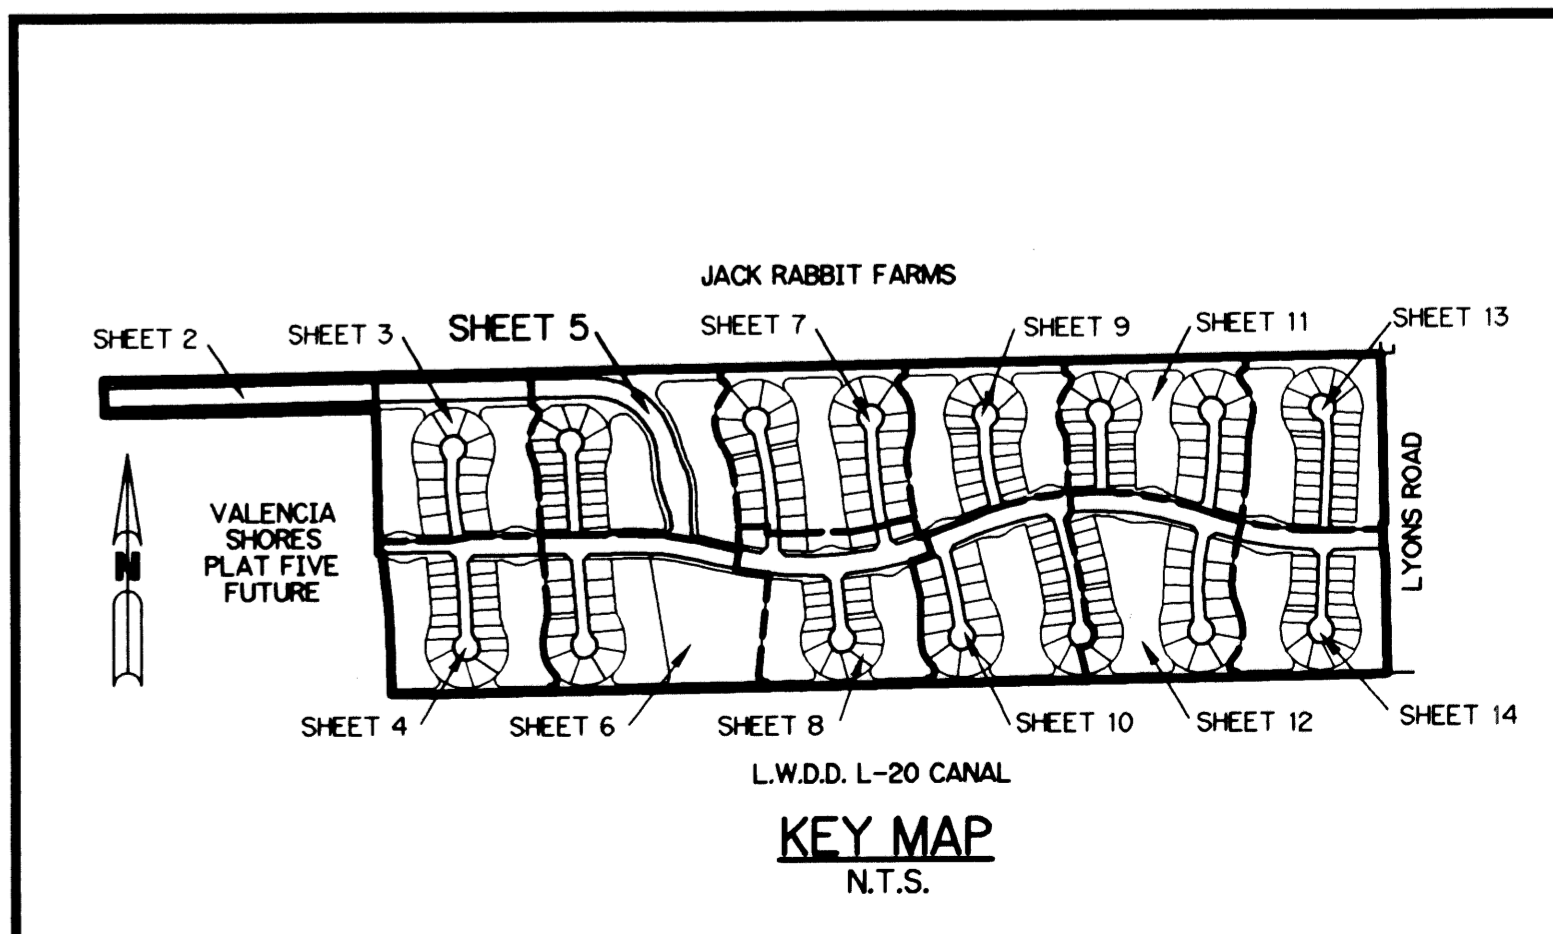 JACK RABBIT FARMS
SHEET 2
SHEET 3
SHEET 5
SHEET 7
SHEET 9
SHEET 11
SHEET 13
LYONS ROAD
VALENCIA
SHORES
PLAT FIVE
FUTURE
N
SHEET 4
SHEET 6
SHEET 8
SHEET 10
SHEET 12
SHEET 14
L.W.D.D. L-20 CANAL
KEY MAP
N.T.S.